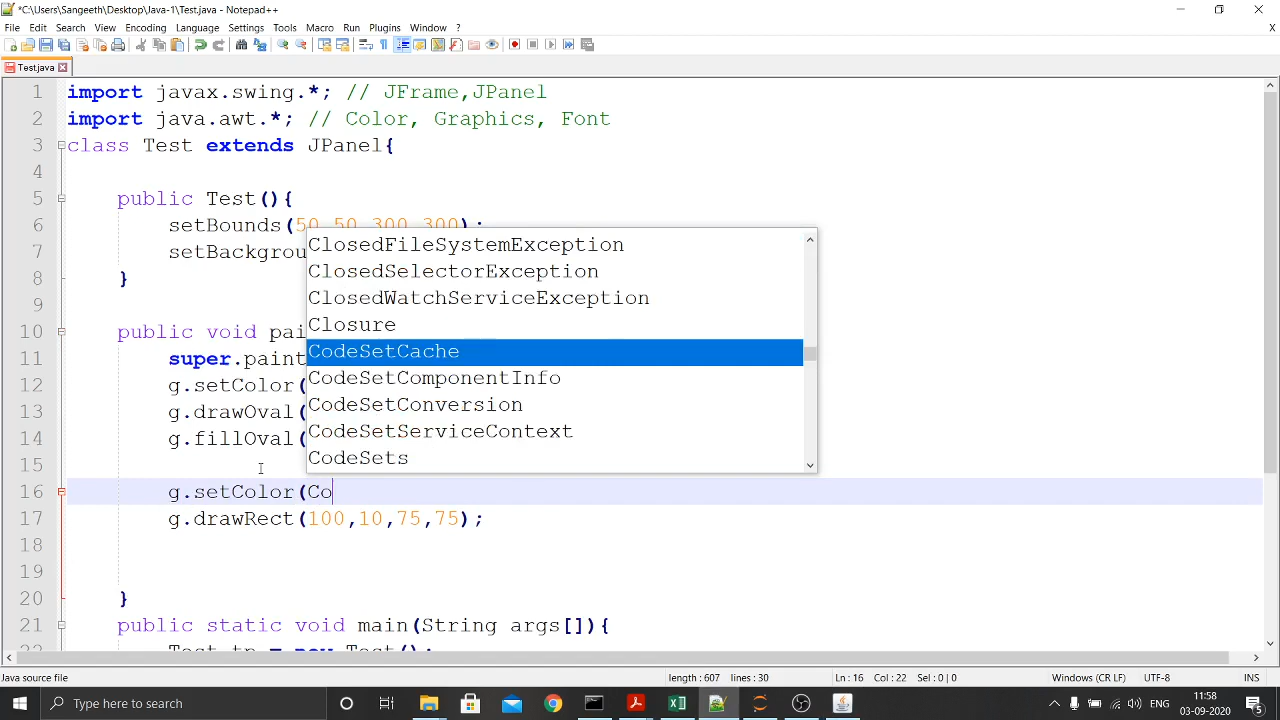 *C:\Users\Sangeeth\Desktop\Java-1\Test.java - Notepad++
File Edit Search View Encoding Language Settings Tools Macro Run Plugins Window ? X
Test.java
1 import javax.swing.*; // JFrame,JPanel
2 import java.awt.*; // Color, Graphics, Font
3 class Test extends JPanel{
4
5 public Test(){
6 setBounds(50,50,300,300);
7 setBackgrou
8 }
9
10 public void pai
11 super.paint
12 g.setColor(
13 g.drawOval(
14 g.fillOval(
15
16 g.setColor(Co
17 g.drawRect(100,10,75,75);
18
19
20 }
21 public static void main(String args[]){
22 Test tp = new Test();
ClosedFileSystemException
ClosedSelectorException
ClosedWatchServiceException
Closure
CodeSetCache
CodeSetComponentInfo
CodeSetConversion
CodeSetServiceContext
CodeSets
Java source file length : 607 lines : 30 Ln : 16 Col : 22 Sel : 0 | 0 Windows (CR LF) UTF-8 INS
Type here to search
11:58
03-09-2020
5